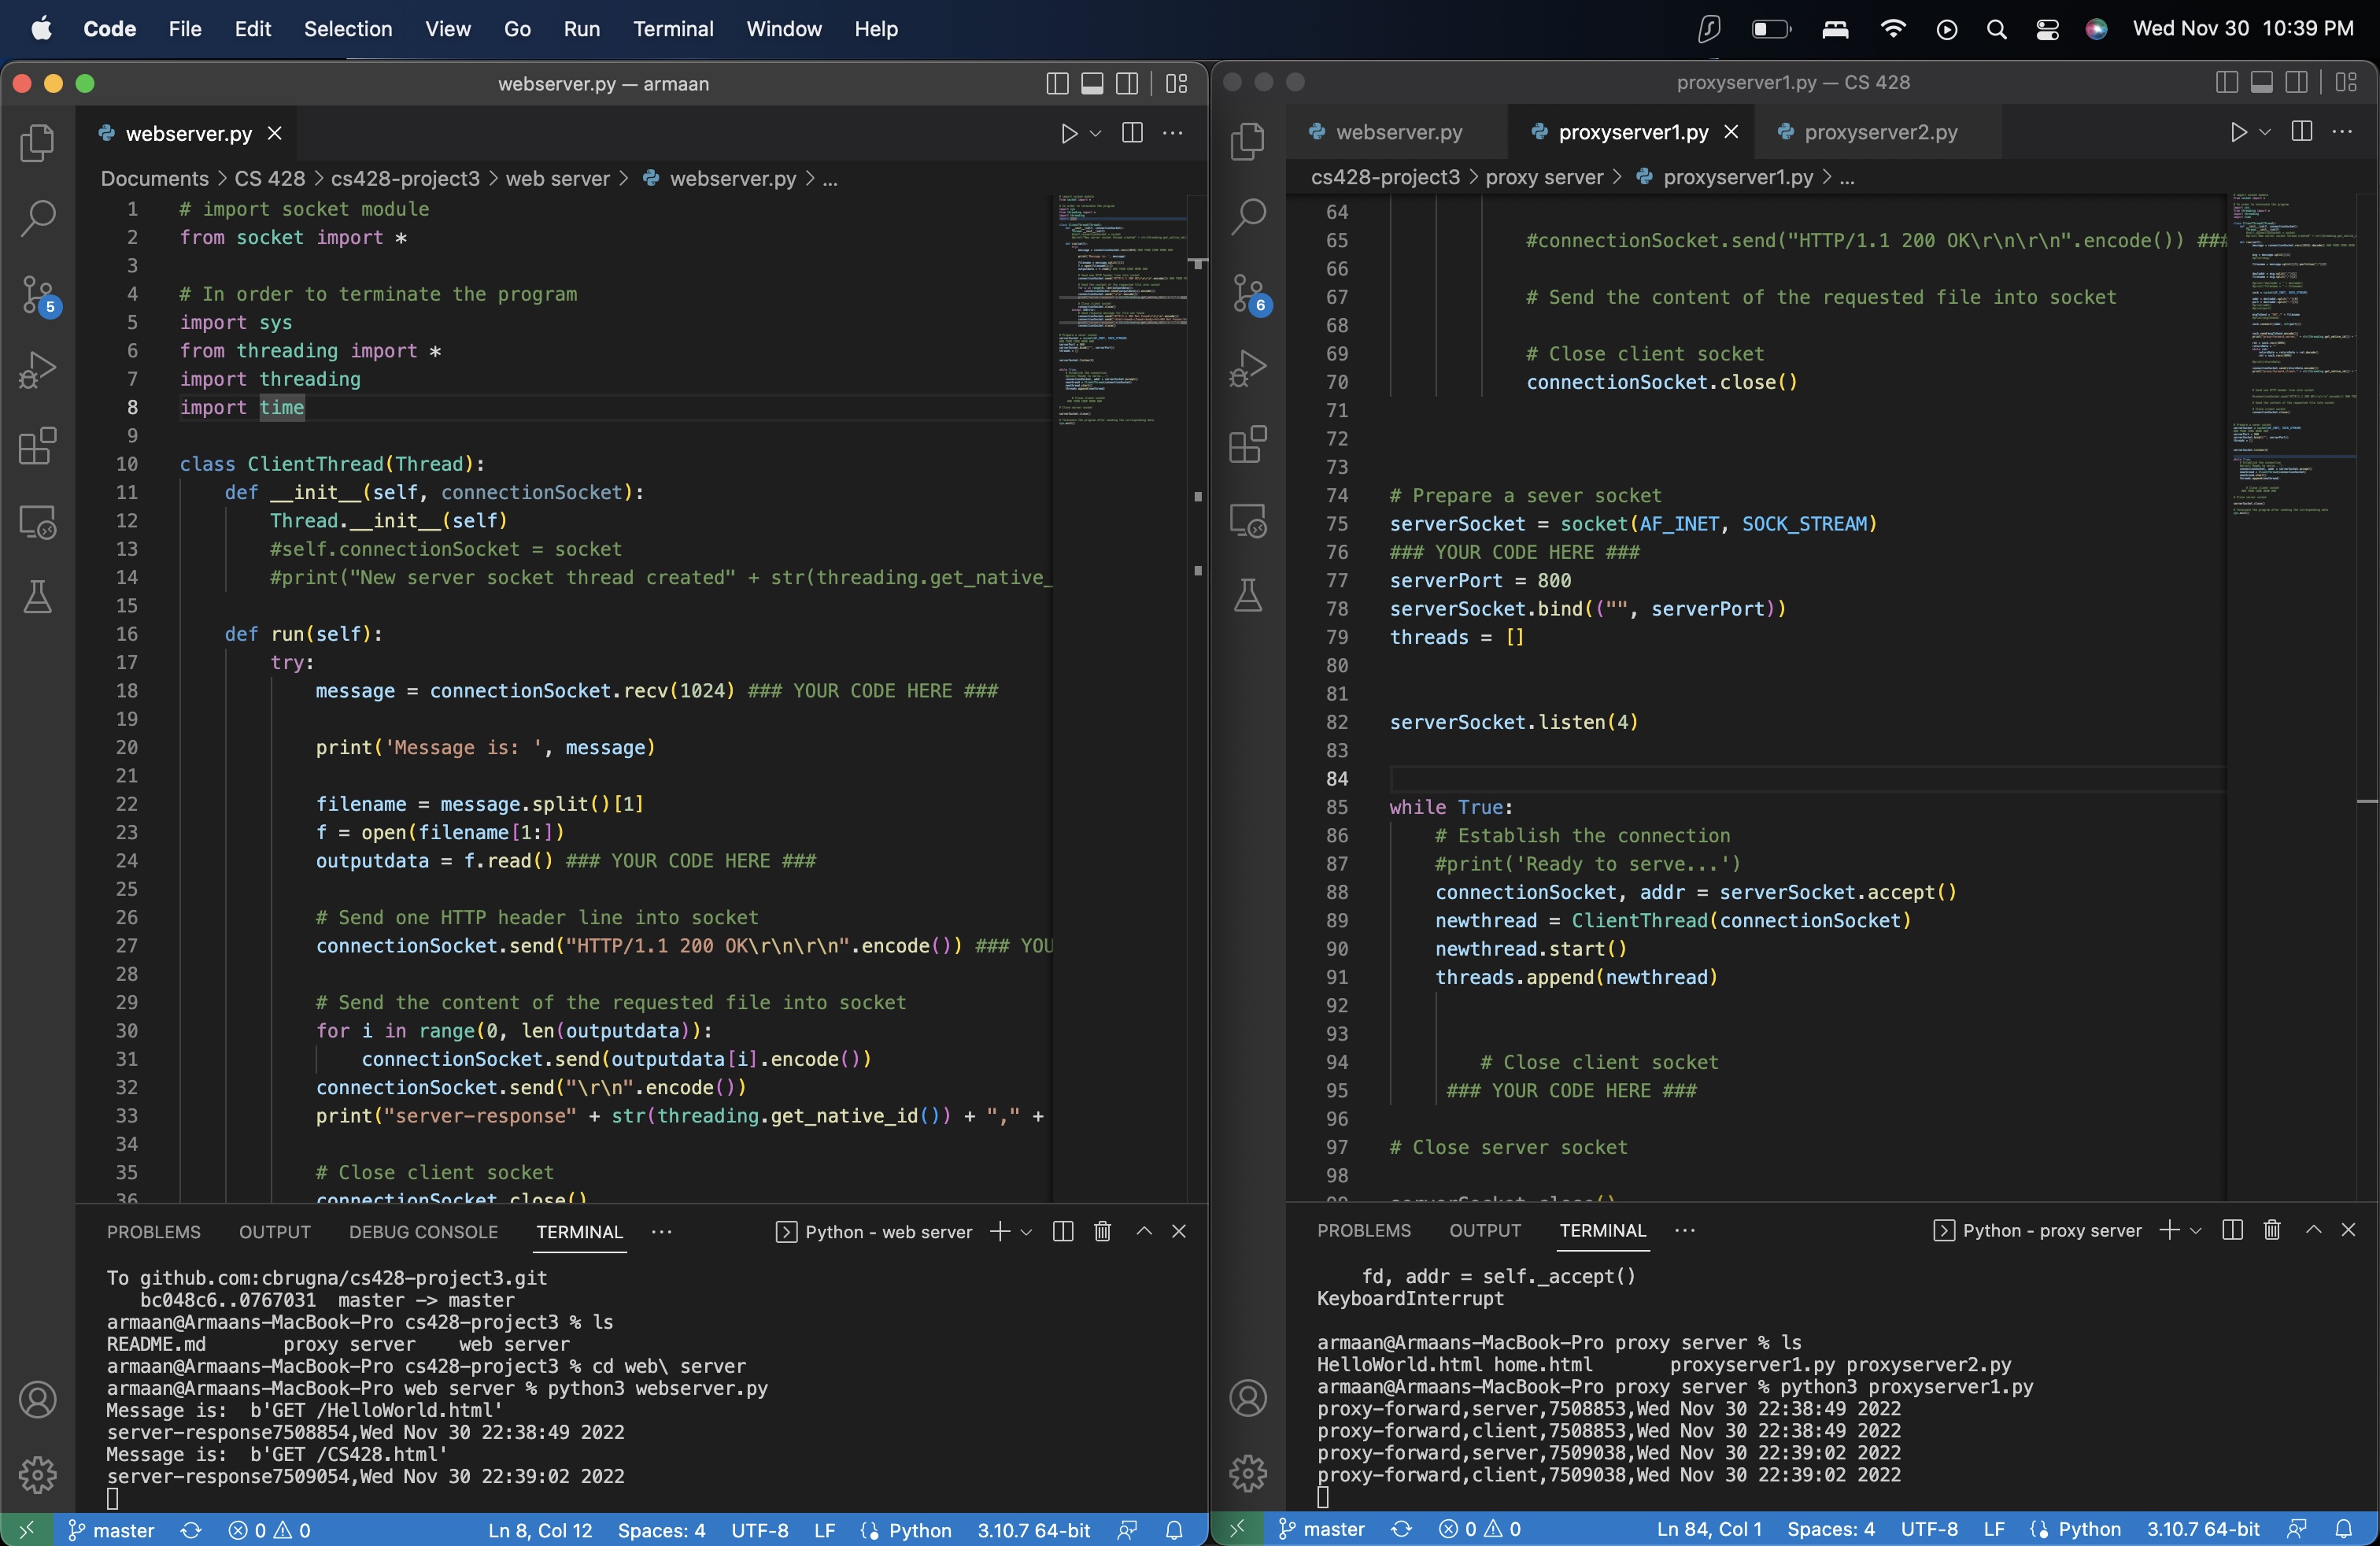 Code File Edit Selection View Go Run Terminal Window Help
Wed Nov 30 10:39 PM
webserver.py — armaan
webserver.py
Documents > CS 428 > cs428-project3 > web server > webserver.py > ...
5
1 # import socket module
2 from socket import *
3
4 # In order to terminate the program
5 import sys
6 from threading import *
7 import threading
8 import time
9
10 class ClientThread(Thread):
11 def __init__(self, connectionSocket):
12 Thread.__init__(self)
13 #self.connectionSocket = socket
14 #print("New server socket thread created" + str(threading.get_native_
15
16 def run(self):
17 try:
18 message = connectionSocket.recv(1024) ### YOUR CODE HERE ###
19
20 print('Message is: ', message)
21
22 filename = message.split()[1]
23 f = open(filename[1:])
24 outputdata = f.read() ### YOUR CODE HERE ###
25
26 # Send one HTTP header line into socket
27 connectionSocket.send("HTTP/1.1 200 OK\r\n\r\n".encode()) ### YOU
28
29 # Send the content of the requested file into socket
30 for i in range(0, len(outputdata)):
31 connectionSocket.send(outputdata[i].encode())
32 connectionSocket.send("\r\n".encode())
33 print("server-response" + str(threading.get_native_id()) + "," +
34
35 # Close client socket
36 connectionSocket.close()
PROBLEMS OUTPUT DEBUG CONSOLE TERMINAL ... Python - web server
To github.com:cbrugna/cs428-project3.git
bc048c6..0767031 master -> master
armaan@Armaans-MacBook-Pro cs428-project3 % ls
README.md proxy server web server
armaan@Armaans-MacBook-Pro cs428-project3 % cd web\ server
armaan@Armaans-MacBook-Pro web server % python3 webserver.py
Message is: b'GET /HelloWorld.html'
server-response7508854,Wed Nov 30 22:38:49 2022
Message is: b'GET /CS428.html'
server-response7509054,Wed Nov 30 22:39:02 2022
master 0 0 Ln 8, Col 12 Spaces: 4 UTF-8 LF Python 3.10.7 64-bit
proxyserver1.py — CS 428
webserver.py proxyserver1.py proxyserver2.py
cs428-project3 > proxy server > proxyserver1.py > ...
6
64
65 #connectionSocket.send("HTTP/1.1 200 OK\r\n\r\n".encode()) ###
66
67 # Send the content of the requested file into socket
68
69 # Close client socket
70 connectionSocket.close()
71
72
73
74 # Prepare a sever socket
75 serverSocket = socket(AF_INET, SOCK_STREAM)
76 ### YOUR CODE HERE ###
77 serverPort = 800
78 serverSocket.bind(("", serverPort))
79 threads = []
80
81
82 serverSocket.listen(4)
83
84
85 while True:
86 # Establish the connection
87 #print('Ready to serve...')
88 connectionSocket, addr = serverSocket.accept()
89 newthread = ClientThread(connectionSocket)
90 newthread.start()
91 threads.append(newthread)
92
93
94 # Close client socket
95 ### YOUR CODE HERE ###
96
97 # Close server socket
98
99 serverSocket.close()
PROBLEMS OUTPUT TERMINAL ... Python - proxy server
fd, addr = self._accept()
KeyboardInterrupt
armaan@Armaans-MacBook-Pro proxy server % ls
HelloWorld.html home.html proxyserver1.py proxyserver2.py
armaan@Armaans-MacBook-Pro proxy server % python3 proxyserver1.py
proxy-forward,server,7508853,Wed Nov 30 22:38:49 2022
proxy-forward,client,7508853,Wed Nov 30 22:38:49 2022
proxy-forward,server,7509038,Wed Nov 30 22:39:02 2022
proxy-forward,client,7509038,Wed Nov 30 22:39:02 2022
master 0 0 Ln 84, Col 1 Spaces: 4 UTF-8 LF Python 3.10.7 64-bit